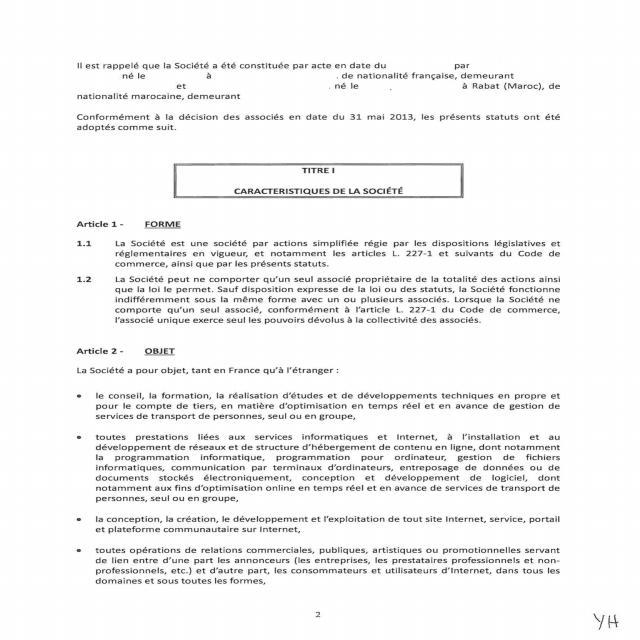 Il est rappelé que la Société a été constituée par acte en date du par
né le à . de nationalité française, demeurant
et . né le . à Rabat (Maroc), de
nationalité marocaine, demeurant
Conformément à la décision des associés en date du 31 mai 2013, les présents statuts ont été
adoptés comme suit.
TITRE I
CARACTERISTIQUES DE LA SOCIÉTÉ
Article 1 - FORME
1.1 La Société est une société par actions simplifiée régie par les dispositions législatives et
réglementaires en vigueur, et notamment les articles L. 227-1 et suivants du Code de
commerce, ainsi que par les présents statuts.
1.2 La Société peut ne comporter qu'un seul associé propriétaire de la totalité des actions ainsi
que la loi le permet. Sauf disposition expresse de la loi ou des statuts, la Société fonctionne
indifféremment sous la même forme avec un ou plusieurs associés. Lorsque la Société ne
comporte qu'un seul associé, conformément à l'article L. 227-1 du Code de commerce,
l'associé unique exerce seul les pouvoirs dévolus à la collectivité des associés.
Article 2 - OBJET
La Société a pour objet, tant en France qu'à l'étranger :
• le conseil, la formation, la réalisation d'études et de développements techniques en propre et
pour le compte de tiers, en matière d'optimisation en temps réel et en avance de gestion de
services de transport de personnes, seul ou en groupe,
• toutes prestations liées aux services informatiques et Internet, à l'installation et au
développement de réseaux et de structure d'hébergement de contenu en ligne, dont notamment
la programmation informatique, programmation pour ordinateur, gestion de fichiers
informatiques, communication par terminaux d'ordinateurs, entreposage de données ou de
documents stockés électroniquement, conception et développement de logiciel, dont
notamment aux fins d'optimisation online en temps réel et en avance de services de transport de
personnes, seul ou en groupe,
• la conception, la création, le développement et l'exploitation de tout site Internet, service, portail
et plateforme communautaire sur Internet,
• toutes opérations de relations commerciales, publiques, artistiques ou promotionnelles servant
de lien entre d'une part les annonceurs (les entreprises, les prestataires professionnels et non-
professionnels, etc.) et d'autre part, les consommateurs et utilisateurs d'Internet, dans tous les
domaines et sous toutes les formes,
2
YH